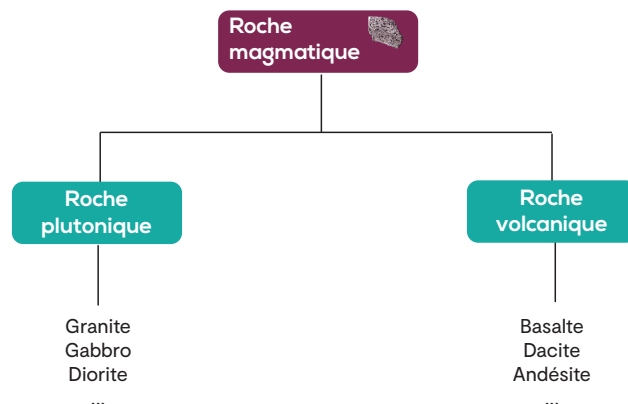 Roche
magmatique
Roche
plutonique
Roche
volcanique
Granite
Gabbro
Diorite
...
Basalte
Dacite
Andésite
...